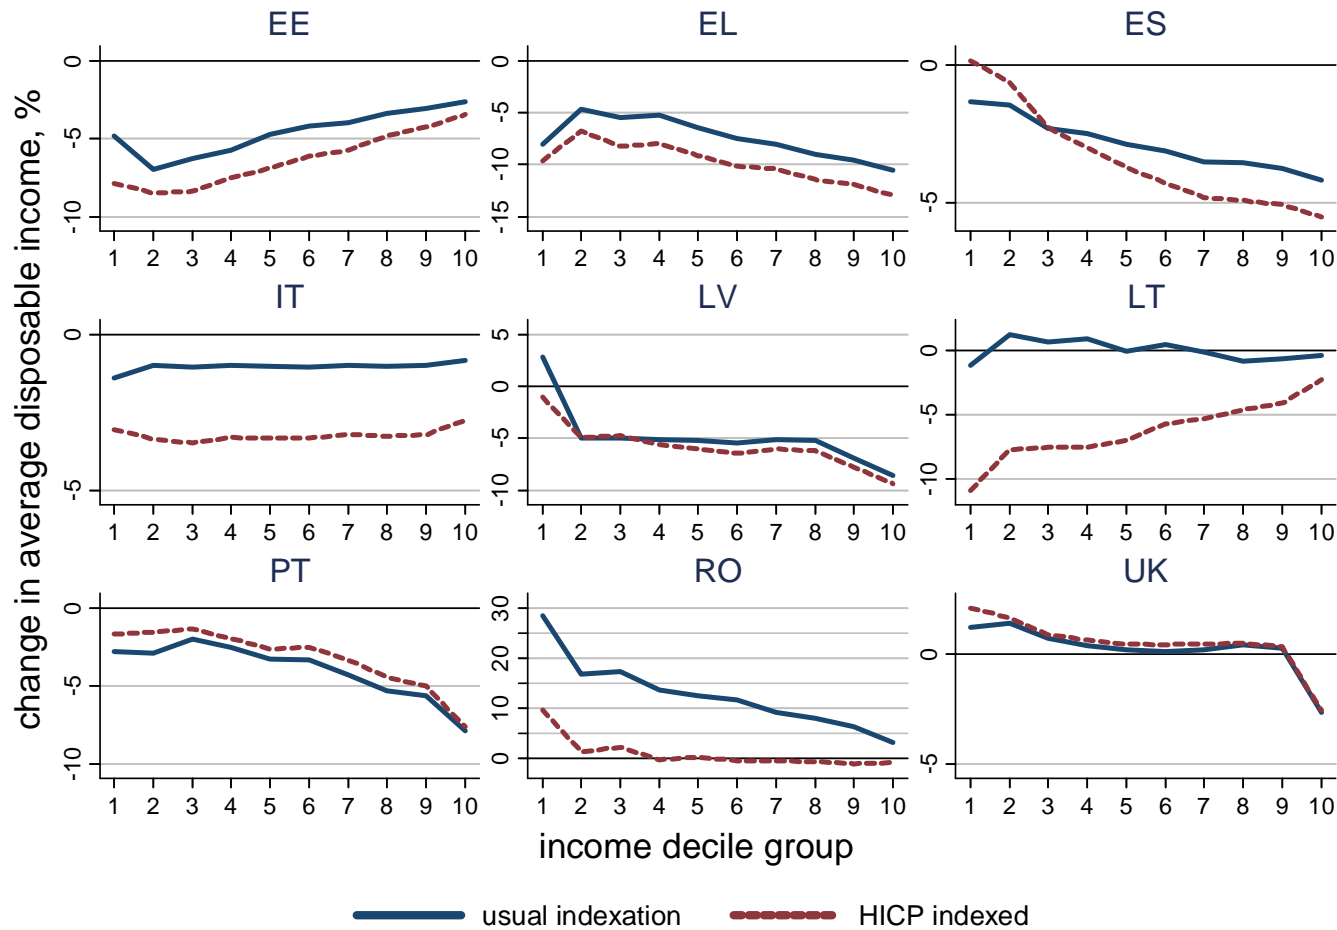 change in average disposable income, %
EE
0
-5
-10
1 2 3 4 5 6 7 8 9 10
EL
0
-5
-10
-15
1 2 3 4 5 6 7 8 9 10
ES
0
-5
1 2 3 4 5 6 7 8 9 10
IT
0
-5
1 2 3 4 5 6 7 8 9 10
LV
5
0
-5
-10
1 2 3 4 5 6 7 8 9 10
LT
0
-5
-10
1 2 3 4 5 6 7 8 9 10
PT
0
-5
-10
1 2 3 4 5 6 7 8 9 10
RO
30
20
10
0
1 2 3 4 5 6 7 8 9 10
UK
0
-5
1 2 3 4 5 6 7 8 9 10
income decile group
usual indexation HICP indexed